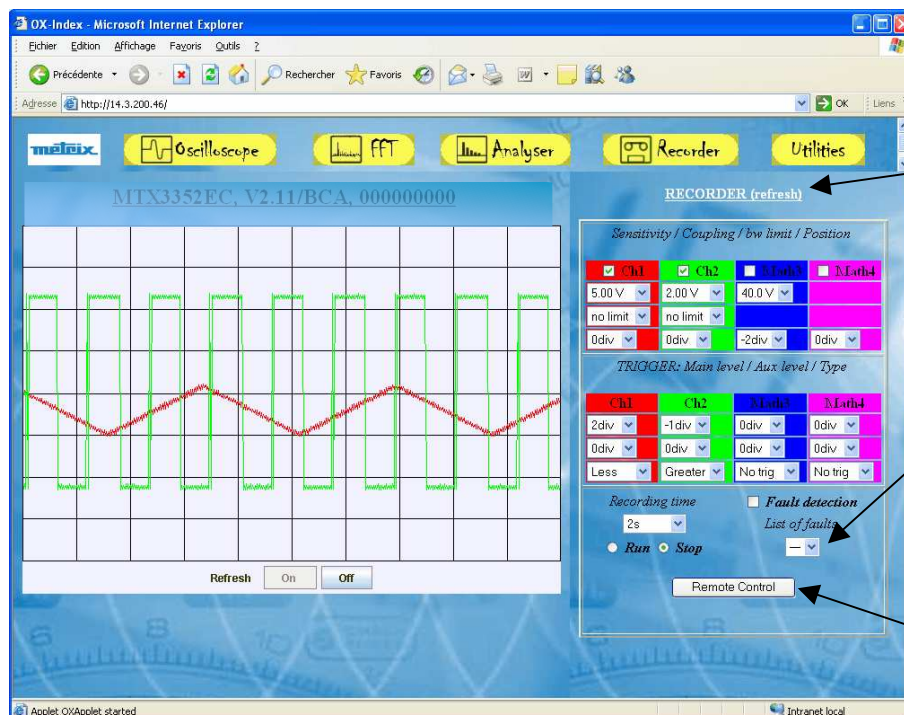 OX-Index - Microsoft Internet Explorer
Fichier Edition Affichage Favoris Outils ?
Précédente Rechercher Favoris
Adresse http://14.3.200.46/ OK Liens
metrix Oscilloscope FFT Analyser Recorder Utilities
MTX3352EC, V2.11/BCA, 000000000
RECORDER (refresh)
Sensitivity / Coupling / bw limit / Position
Ch1 Ch2 Math3 Math4
5.00 V 2.00 V 40.0 V
no limit no limit
0div 0div -2div 0div
TRIGGER: Main level / Aux level / Type
Ch1 Ch2 Math3 Math4
2div -1div 0div 0div
0div 0div 0div 0div
Less Greater No trig No trig
Recording time Fault detection
2s List of faults
Run Stop —
Refresh On Off
Remote Control
Applet OXApplet started Intranet local